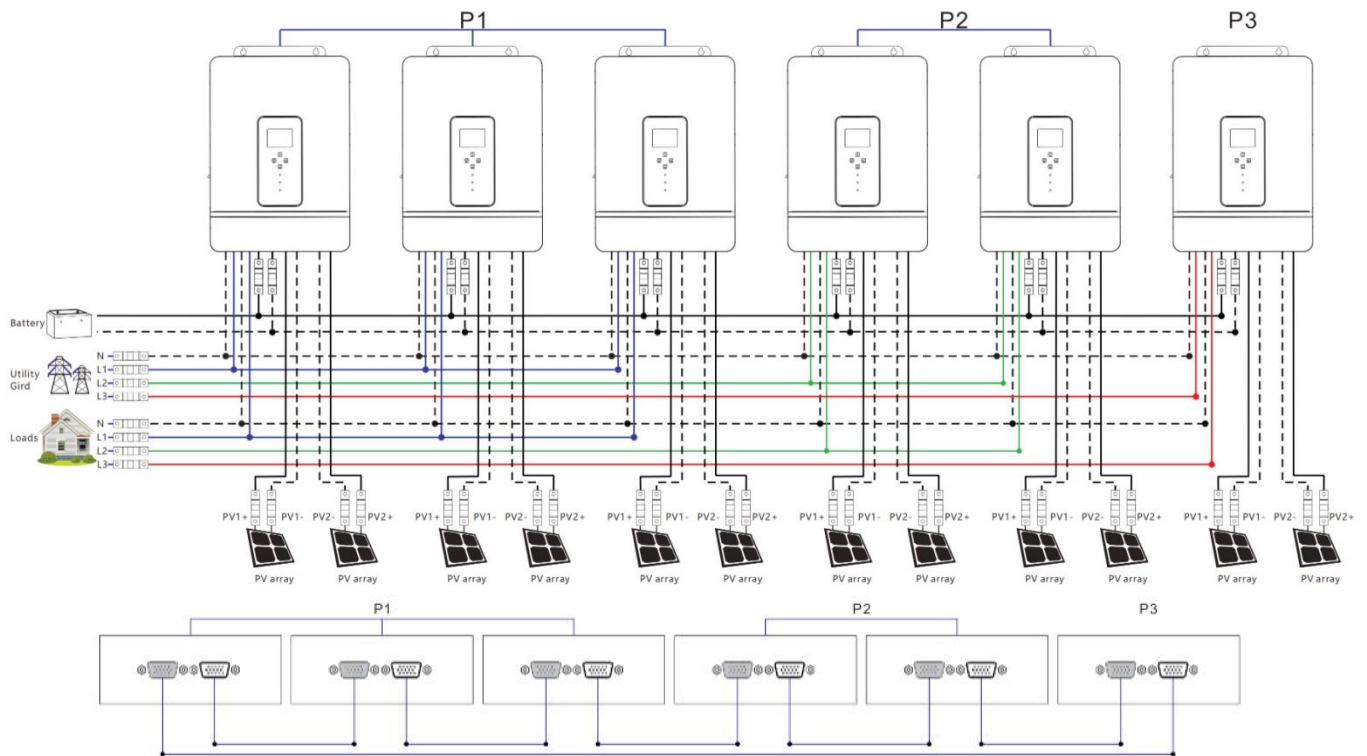 P1 P2 P3
Battery
N
Utility
Gird
L1
L2
L3
N
Loads
L1
L2
L3
PV1+ PV1- PV2- PV2+ PV1+ PV1- PV2- PV2+ PV1+ PV1- PV2- PV2+ PV1+ PV1- PV2- PV2+ PV1+ PV1- PV2- PV2+ PV1+ PV1- PV2- PV2+
PV array PV array PV array PV array PV array PV array PV array PV array PV array PV array PV array PV array
P1 P2 P3